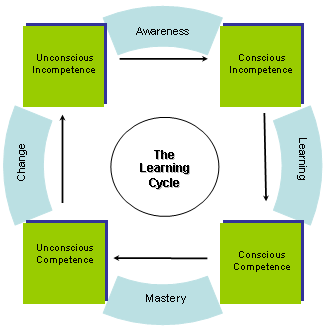 Awareness
Unconscious
Incompetence
Conscious
Incompetence
Change
The
Learning
Cycle
Learning
Unconscious
Competence
Conscious
Competence
Mastery